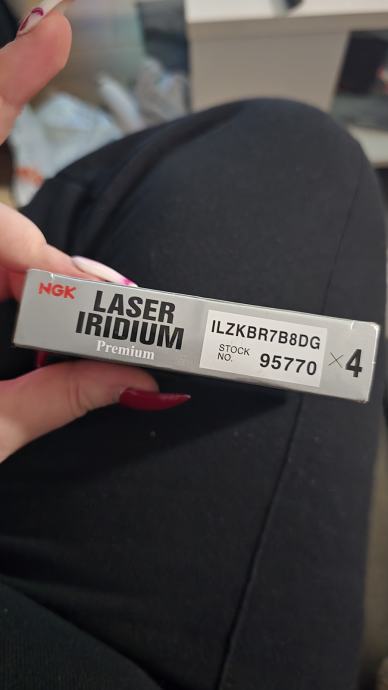 NGK
LASER
IRIDIUM
Premium
ILZKBR7B8DG
STOCK
NO. 95770
×4